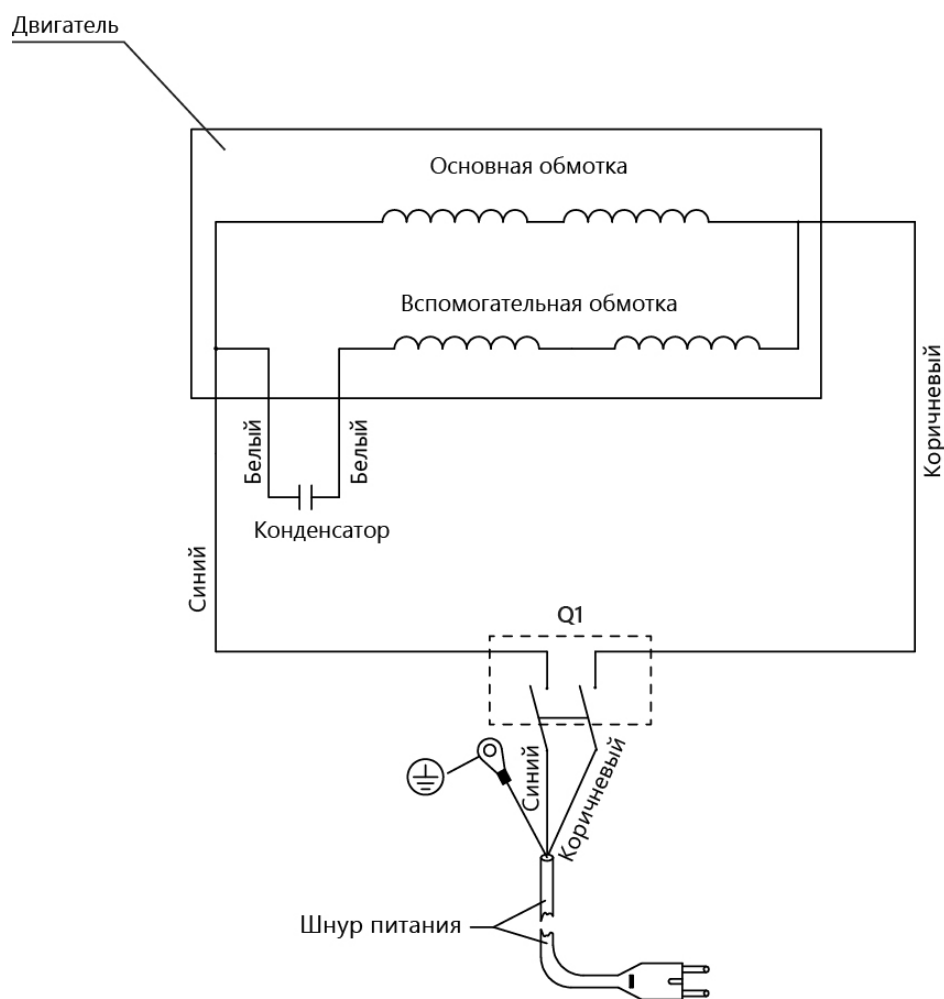 Двигатель
Основная обмотка
Вспомогательная обмотка
Коричневый
Белый
Белый
Конденсатор
Синий
Q1
Синий
Коричневый
Шнур питания